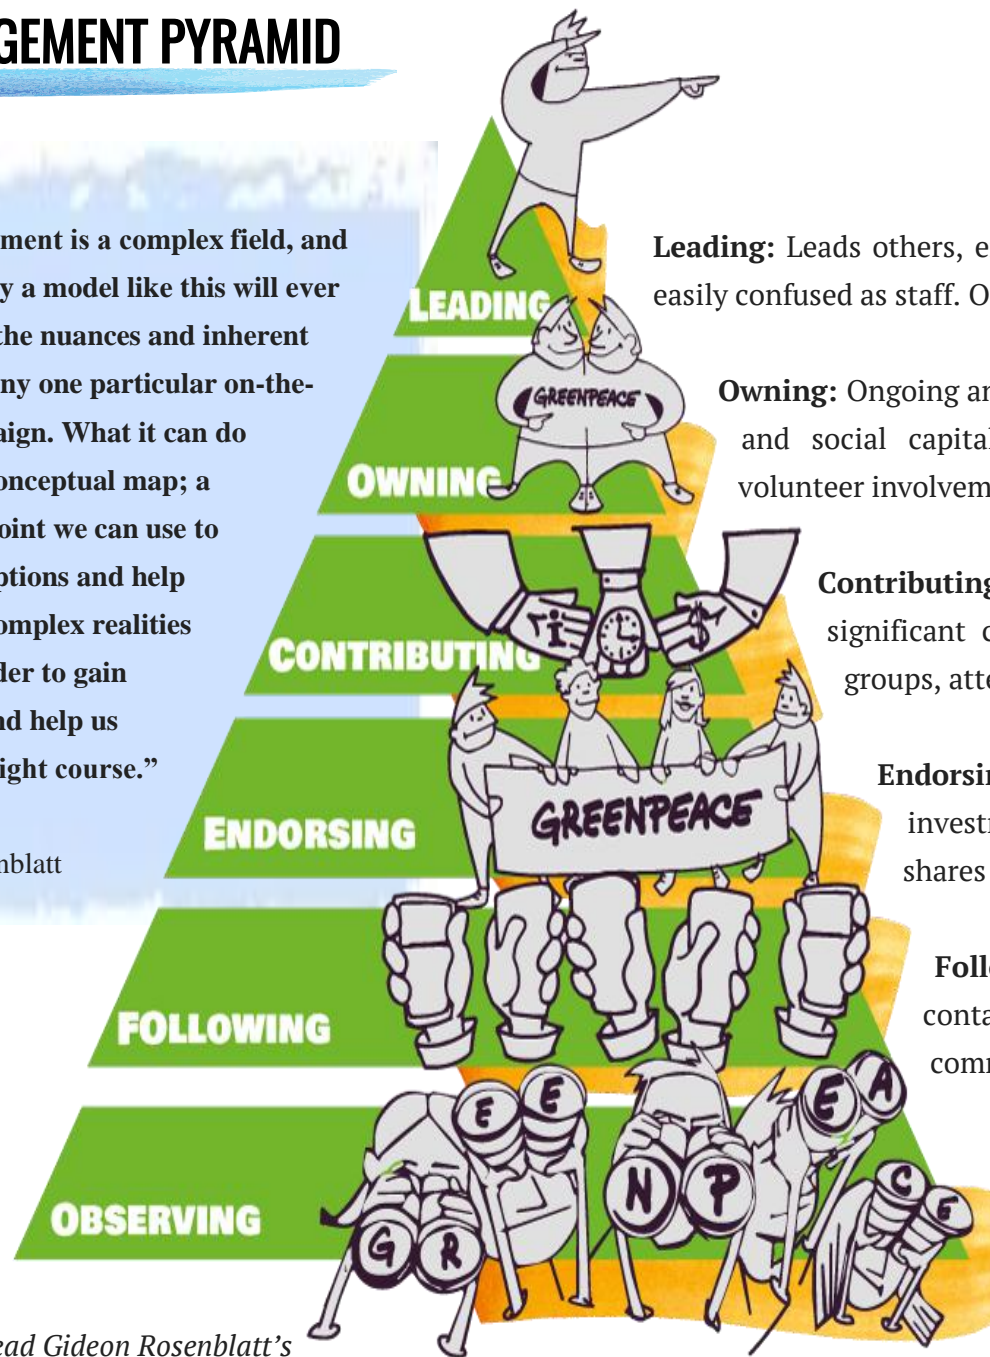 GEMENT PYRAMID
ment is a complex field, and
y a model like this will ever
the nuances and inherent
ny one particular on-the-
aign. What it can do
onceptual map; a
oint we can use to
ptions and help
omplex realities
der to gain
nd help us
ight course.”
nblatt
ead Gideon Rosenblatt’s
LEADING
GREENPEACE
OWNING
TiME
$
CONTRIBUTING
GREENPEACE
ENDORSING
FOLLOWING
E E
E A
N P
C E
G R
OBSERVING
Leading: Leads others, e
easily confused as staff. O
Owning: Ongoing an
and social capital
volunteer involvem
Contributing
significant c
groups, atte
Endorsin
investm
shares
Follo
conta
comm